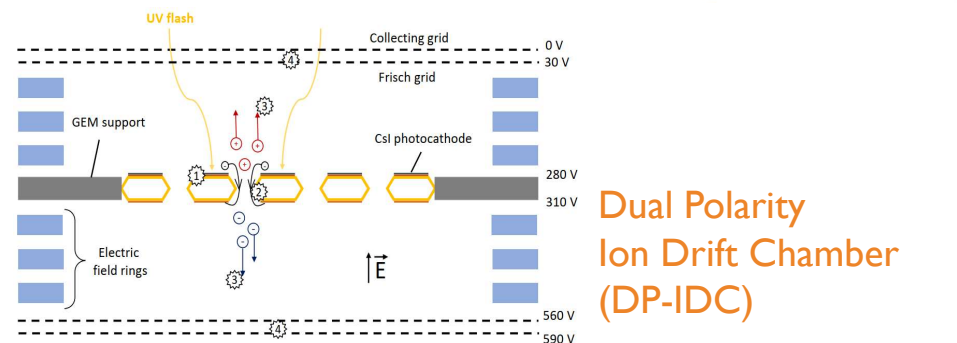 UV flash
Collecting grid
0 V
30 V
4
Frisch grid
3
GEM support
CsI photocathode
+ +
- + -
1
2
280 V
310 V
-
- -
Electric
field rings
3
E
560 V
4
590 V
Dual Polarity
Ion Drift Chamber
(DP-IDC)